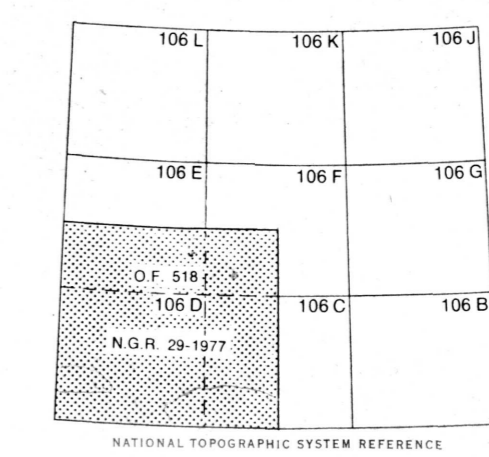 106 L 106 K 106 J
106 E 106 F 106 G
O.F. 518
106 D 106 C 106 B
N.G.R. 29-1977
NATIONAL TOPOGRAPHIC SYSTEM REFERENCE